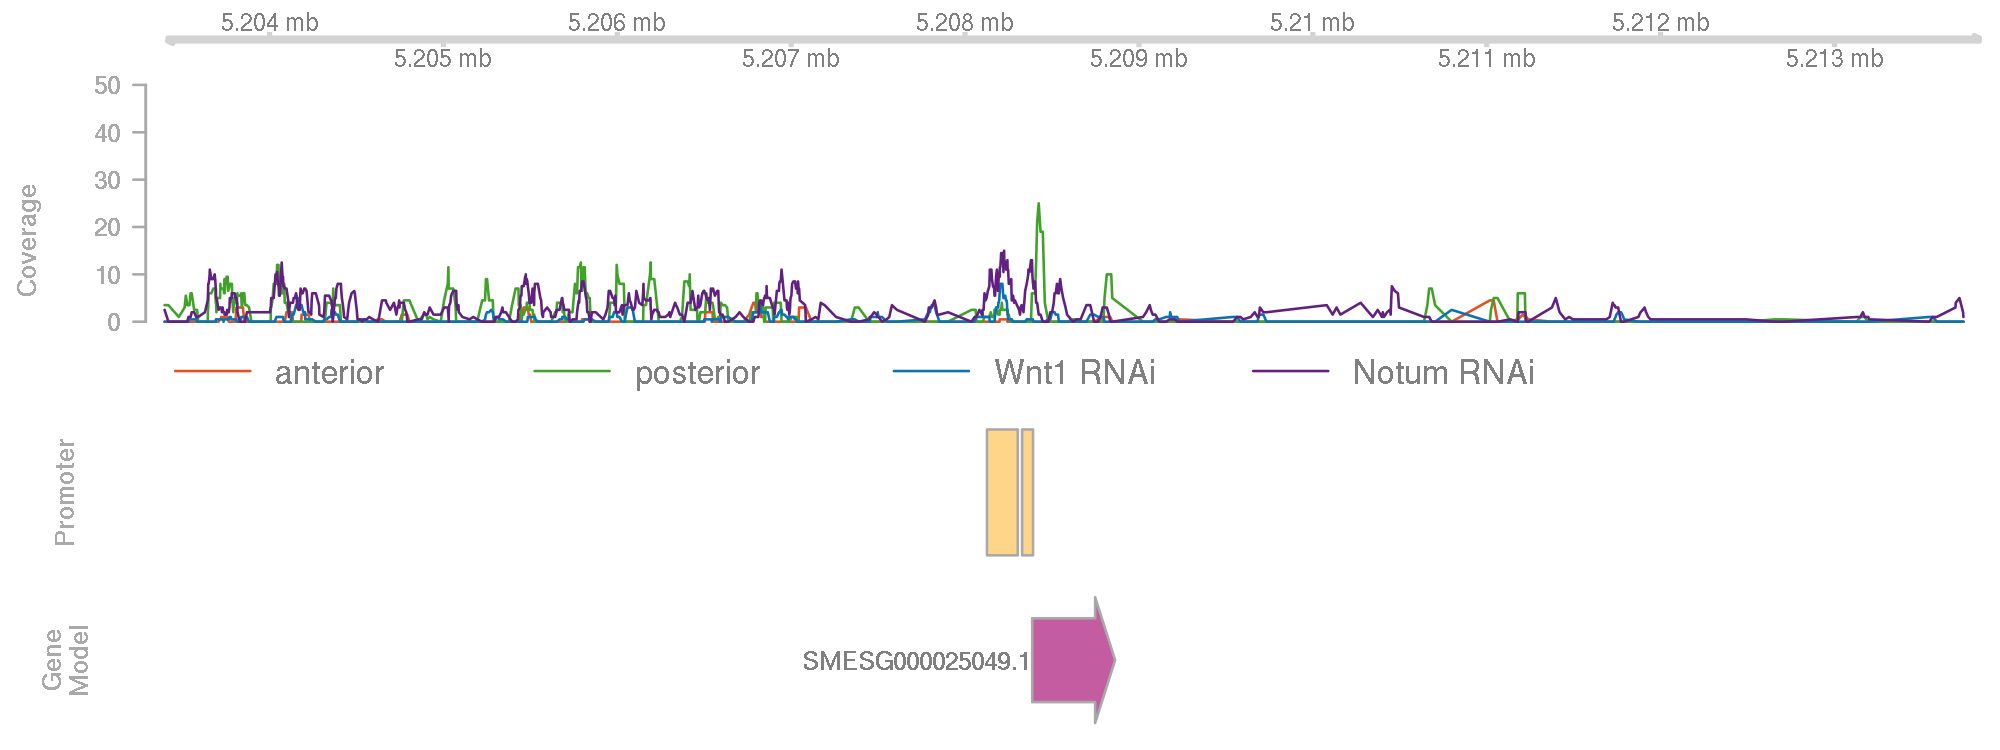 5.204 mb 5.206 mb 5.208 mb 5.21 mb 5.212 mb
5.205 mb 5.207 mb 5.209 mb 5.211 mb 5.213 mb
50
40
30
20
10
0
Coverage
anterior posterior Wnt1 RNAi Notum RNAi
Promoter
Gene
Model
SMESG000025049.1